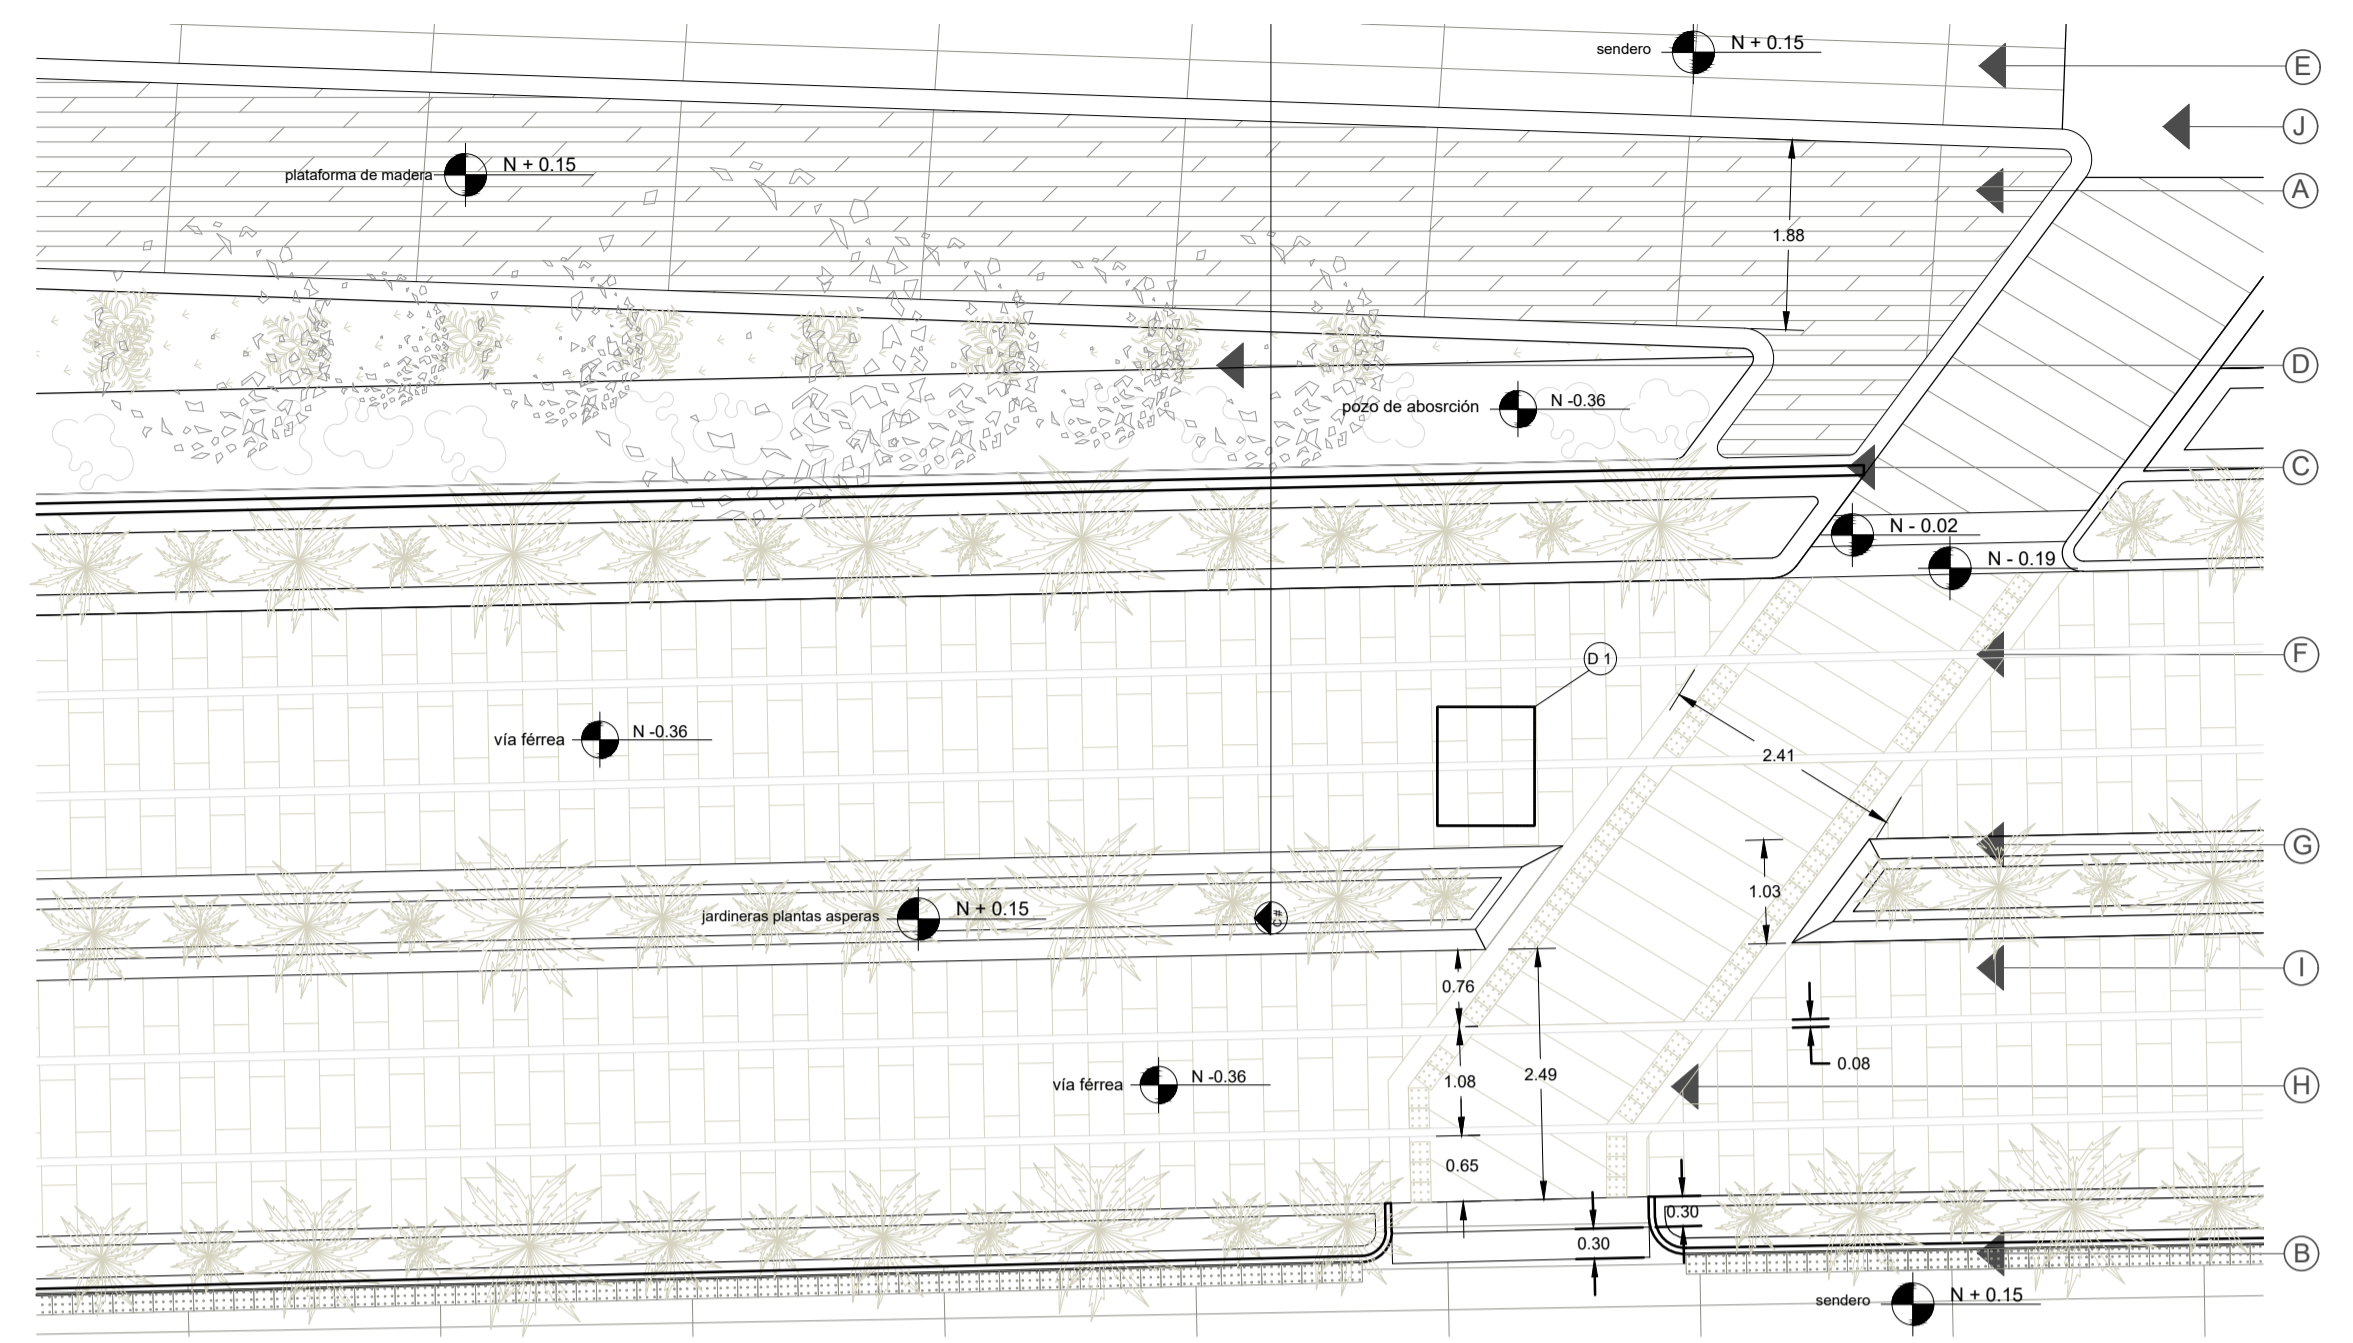 sendero N + 0.15
E
J
plataforma de madera N + 0.15
A
1.88
D
pozo de abosrción N -0.36
C
N - 0.02
N - 0.19
D 1
F
vía férrea N -0.36
2.41
G
1.03
jardineras plantas asperas N + 0.15
C#
I
0.76
0.08
vía férrea N -0.36
1.08
2.49
H
0.65
0.30
0.30
B
sendero N + 0.15